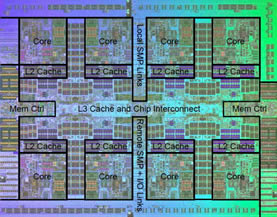 Core
Core
Core
Core
Local SMP Links
L2 Cache
L2 Cache
L2 Cache
L2 Cache
Mem Ctrl
L3 Cache and Chip Interconnect
Mem Ctrl
L2 Cache
L2 Cache
L2 Cache
L2 Cache
Remote SMP + I/O Links
Core
Core
Core
Core